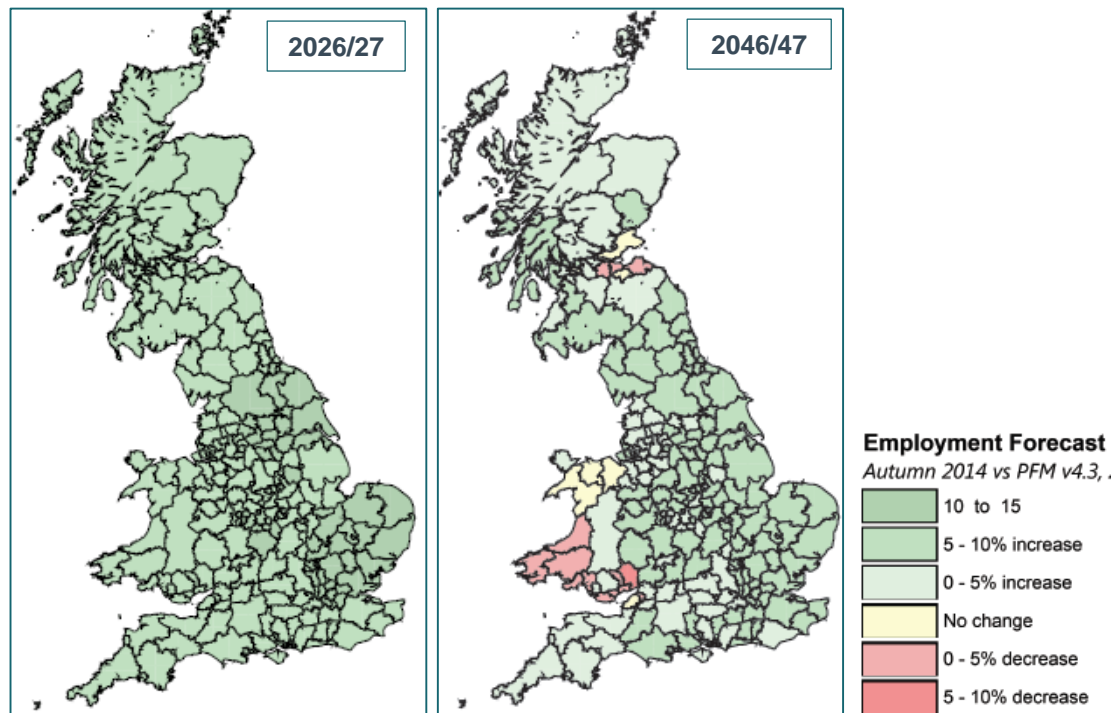 2026/27
2046/47
Employment Forecast
Autumn 2014 vs PFM v4.3,
10 to 15
5 - 10% increase
0 - 5% increase
No change
0 - 5% decrease
5 - 10% decrease